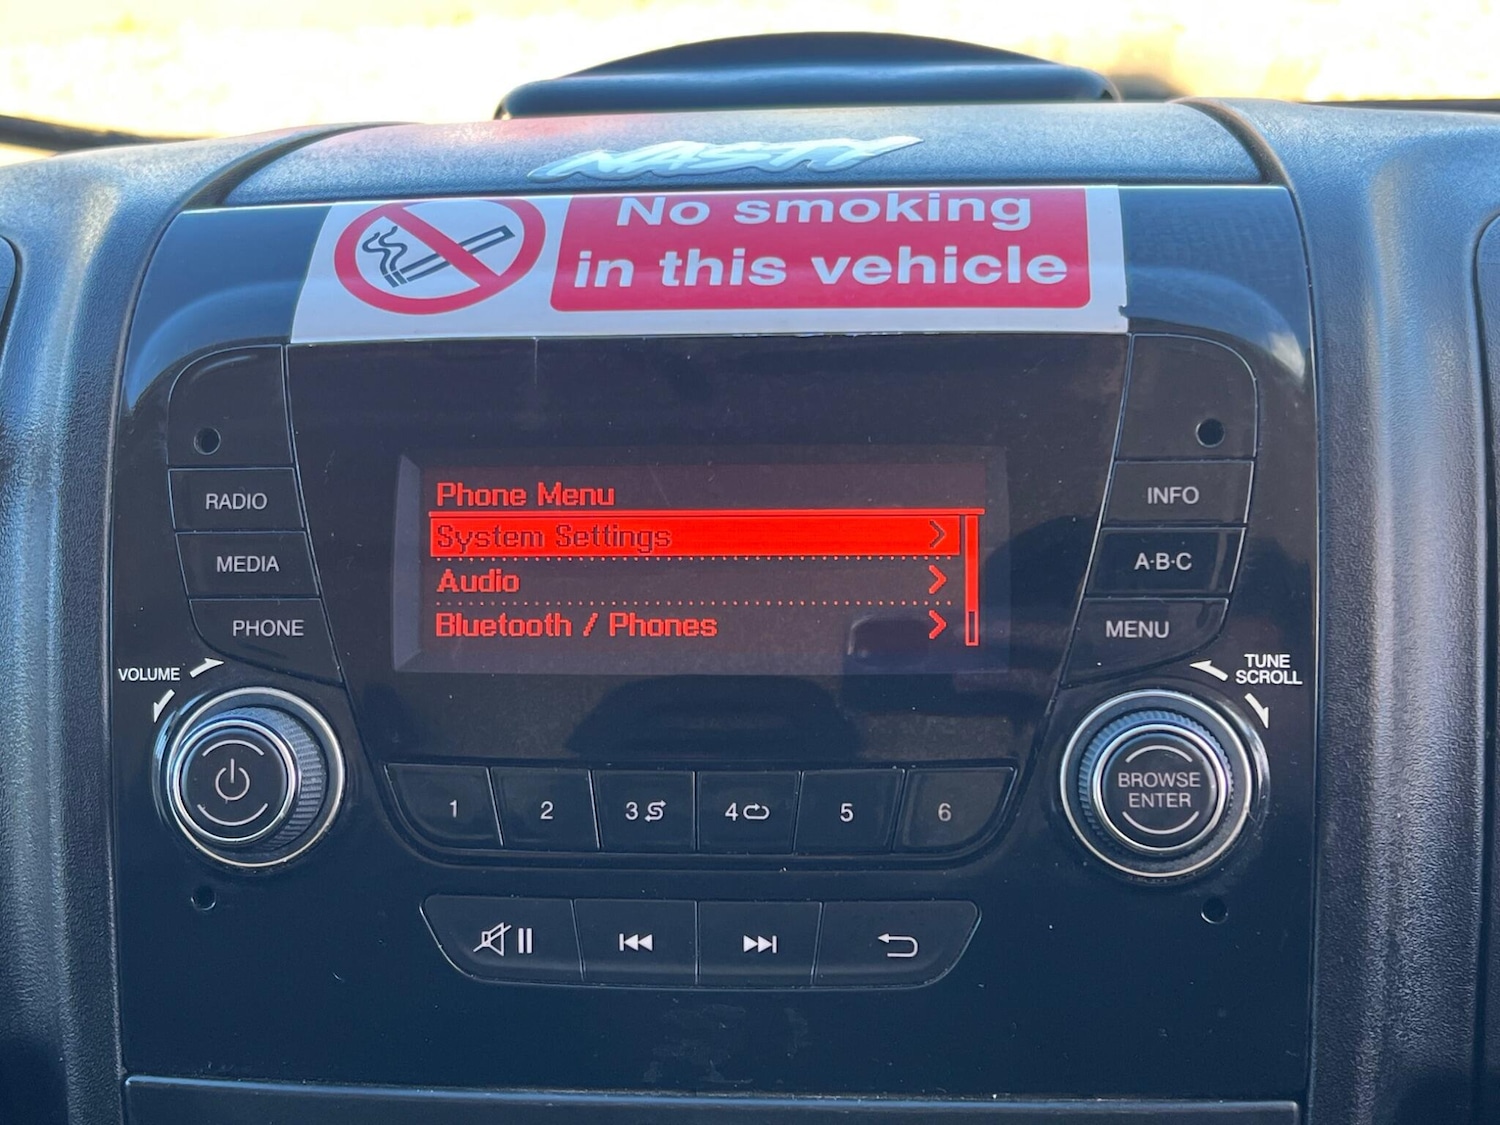 NASTY
No smoking
in this vehicle
RADIO
MEDIA
PHONE
VOLUME
Phone Menu
System Settings
Audio
Bluetooth / Phones
INFO
A·B·C
MENU
TUNE
SCROLL
BROWSE
ENTER
1
2
3
4
5
6